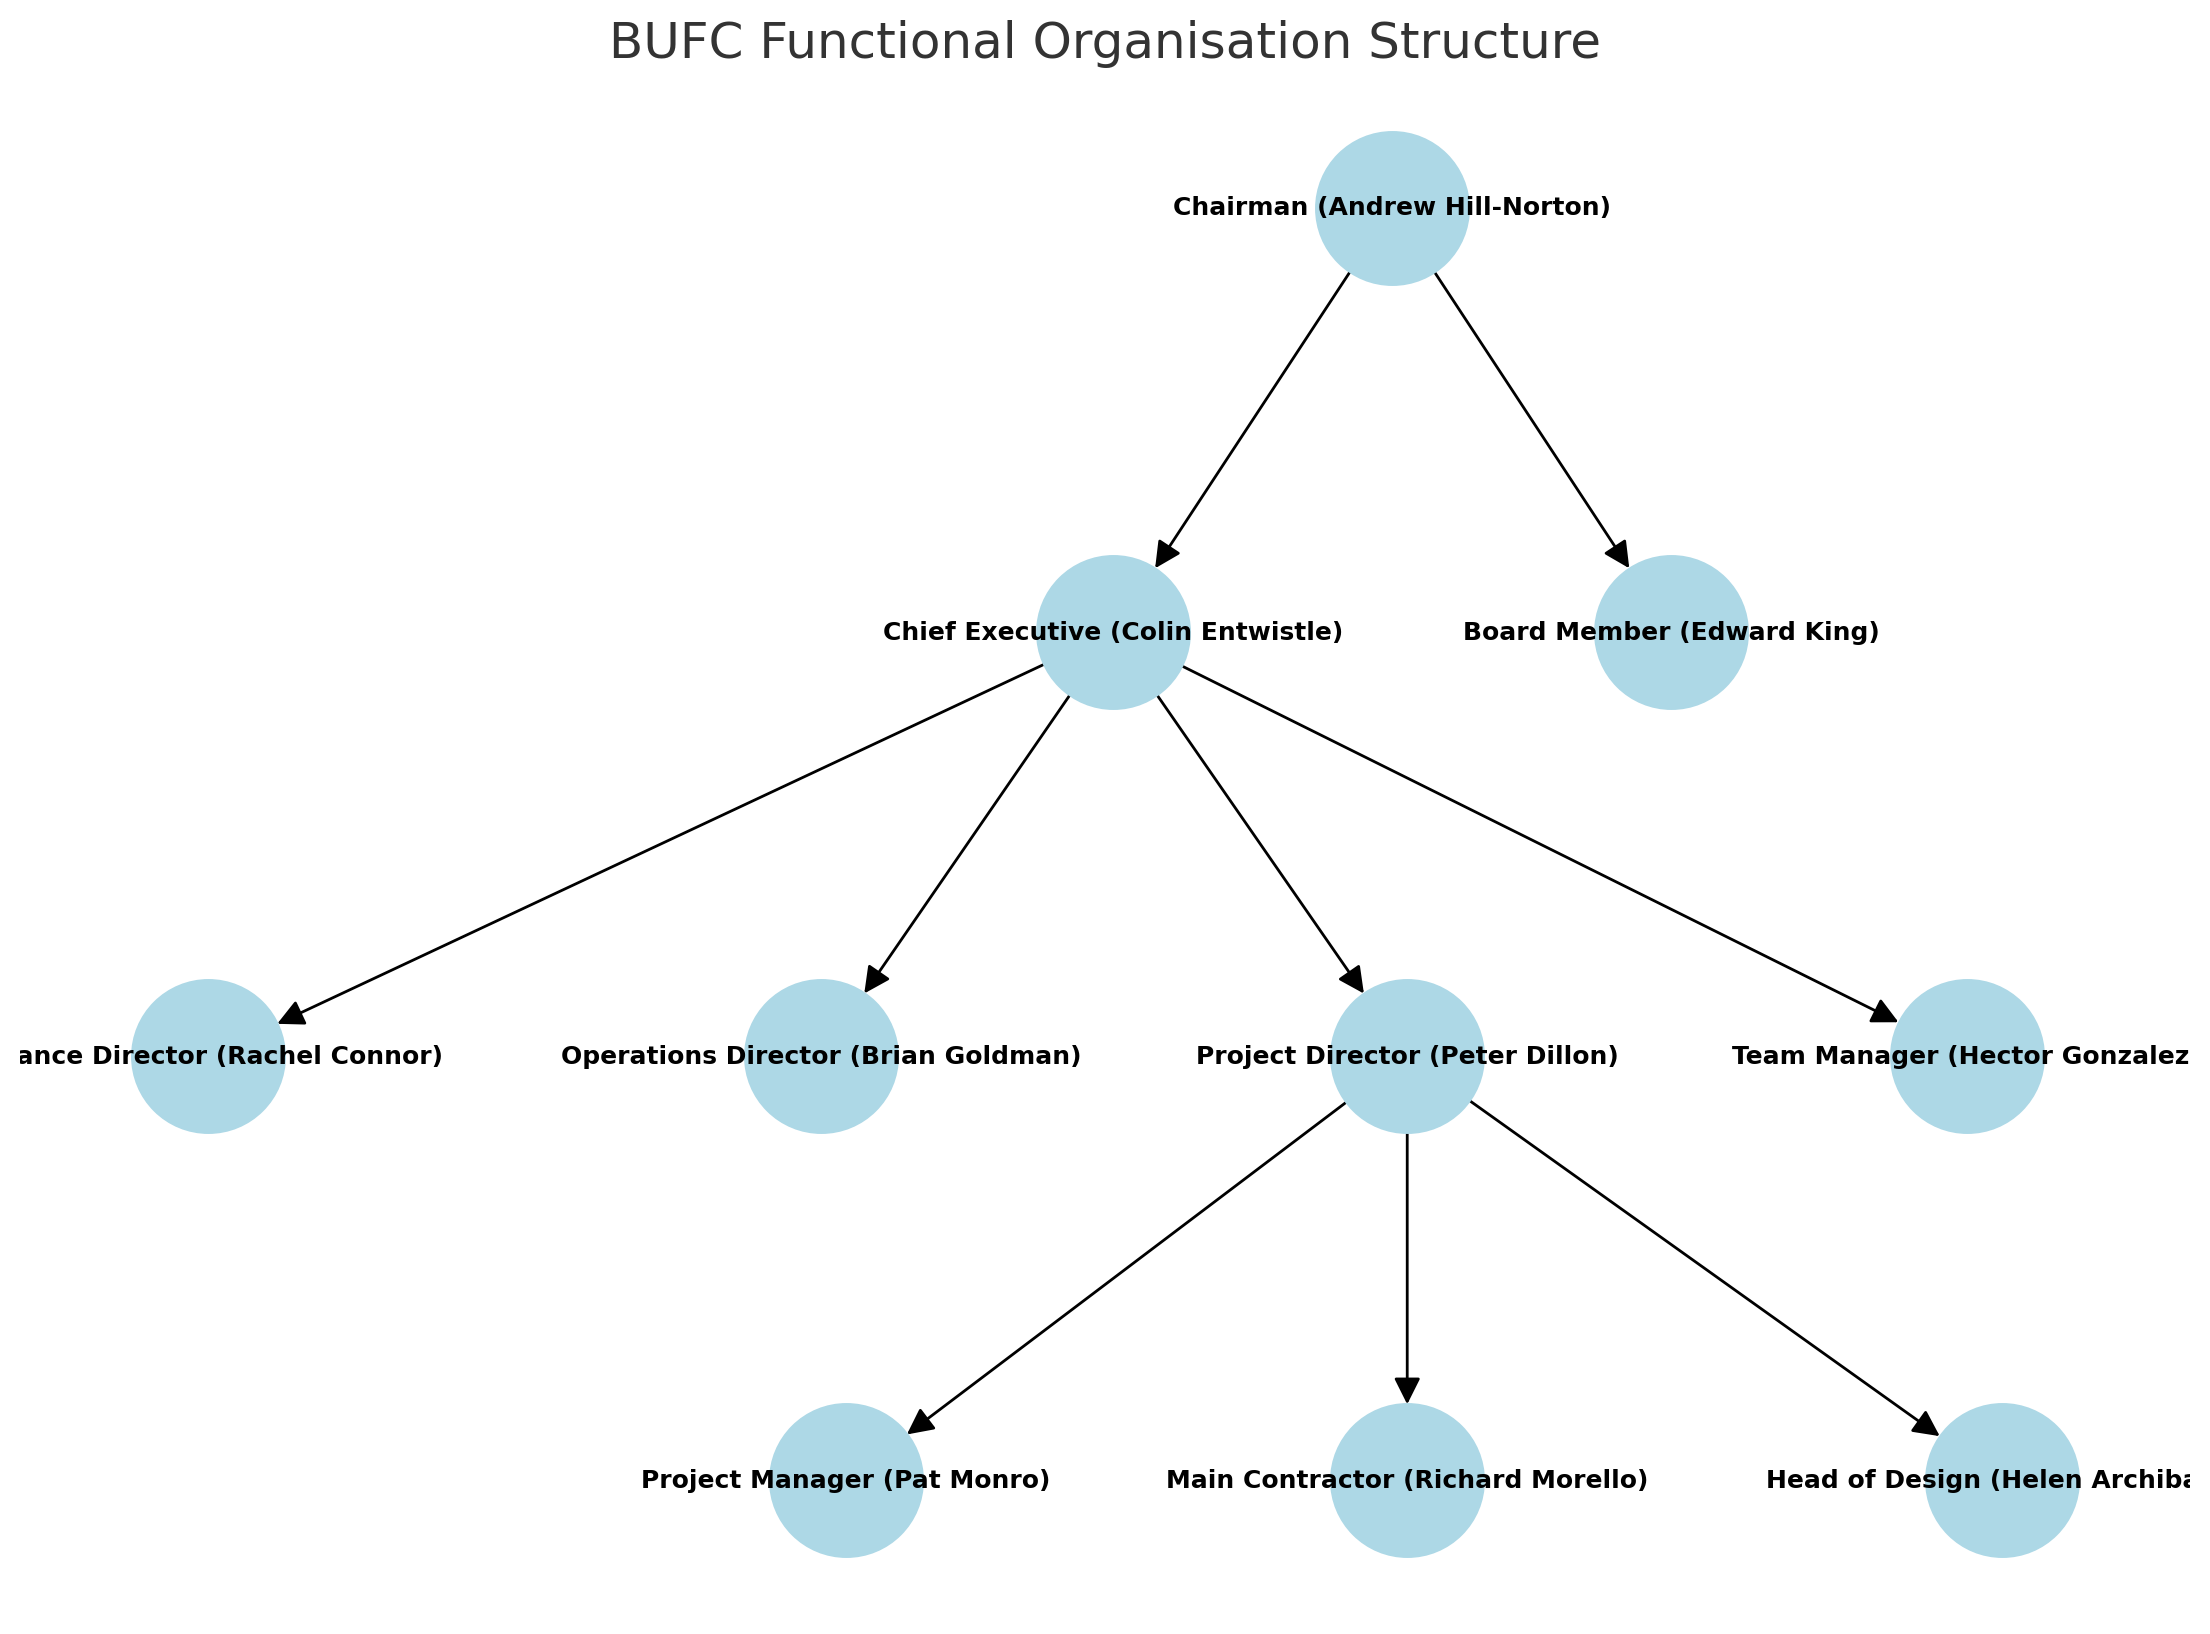 BUFC Functional Organisation Structure
Chairman (Andrew Hill-Norton)
Chief Executive (Colin Entwistle)
Board Member (Edward King)
ance Director (Rachel Connor)
Operations Director (Brian Goldman)
Project Director (Peter Dillon)
Team Manager (Hector Gonzalez
Project Manager (Pat Monro)
Main Contractor (Richard Morello)
Head of Design (Helen Archiba